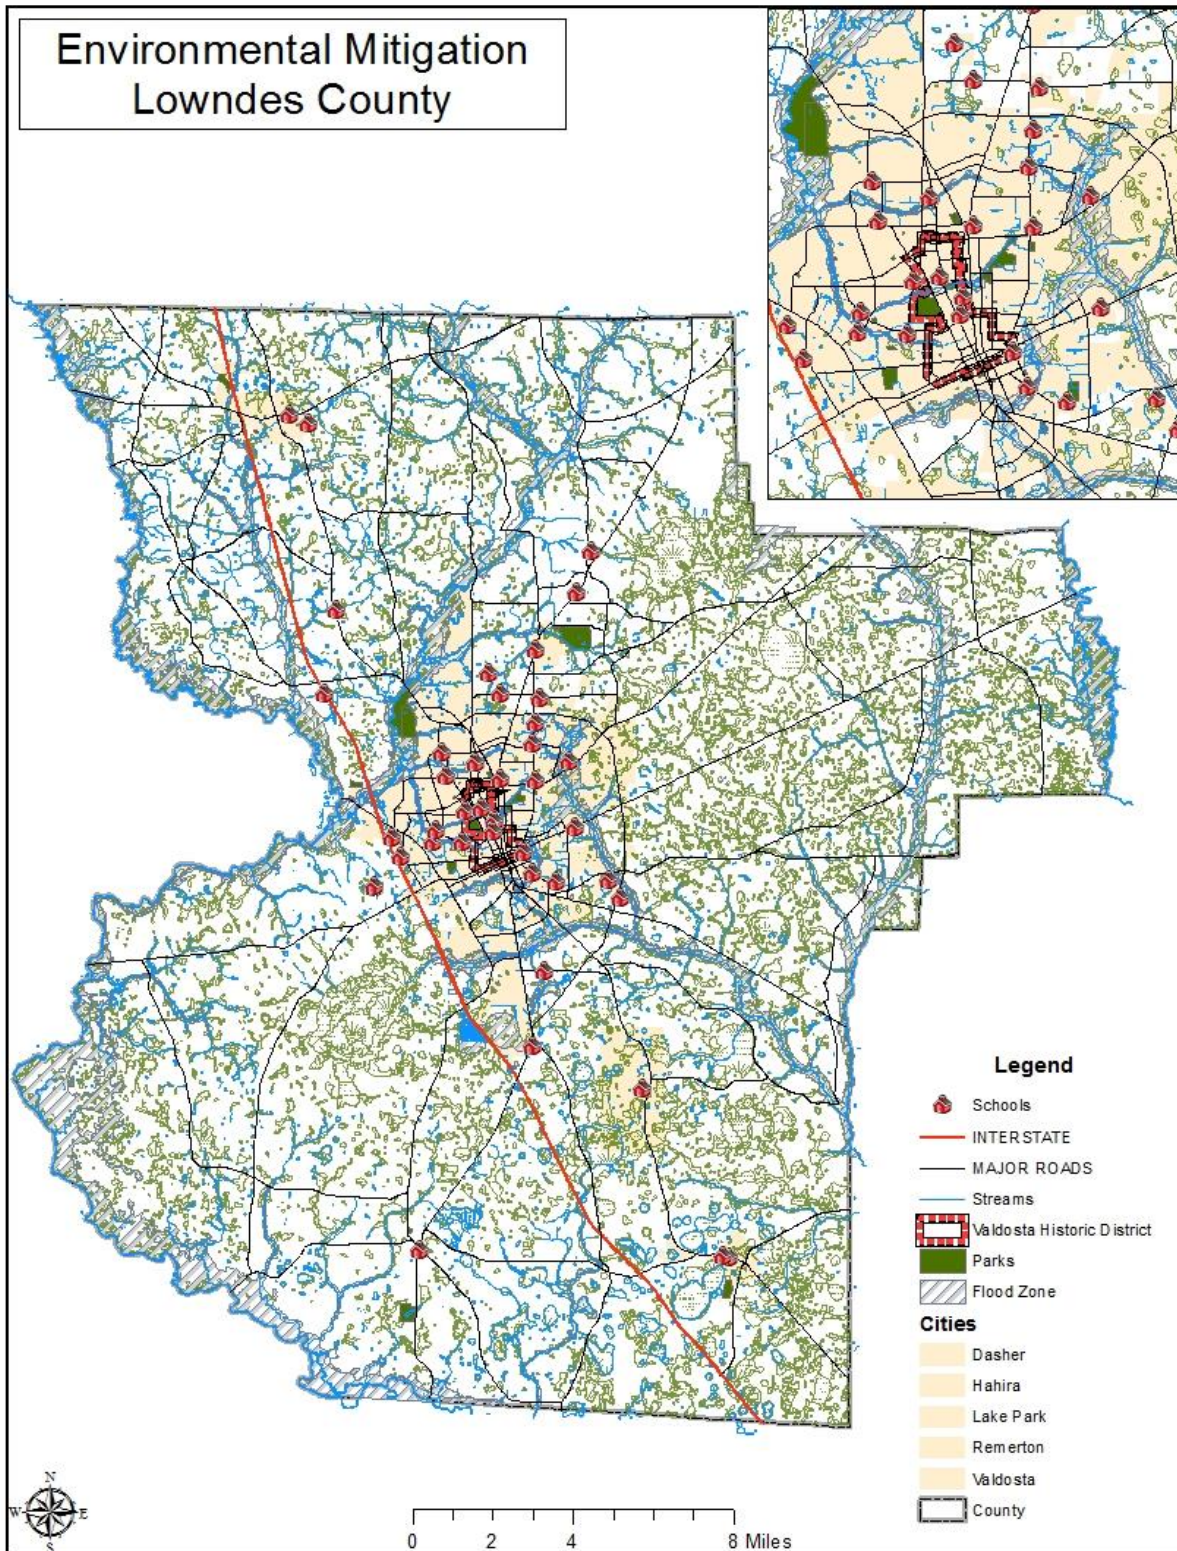 Environmental Mitigation
Lowndes County
Legend
Schools
INTERSTATE
MAJOR ROADS
Streams
Valdosta Historic District
Parks
Flood Zone
Cities
Dasher
Hahira
Lake Park
Remerton
Valdosta
County
N
W E
S
0 2 4 8 Miles